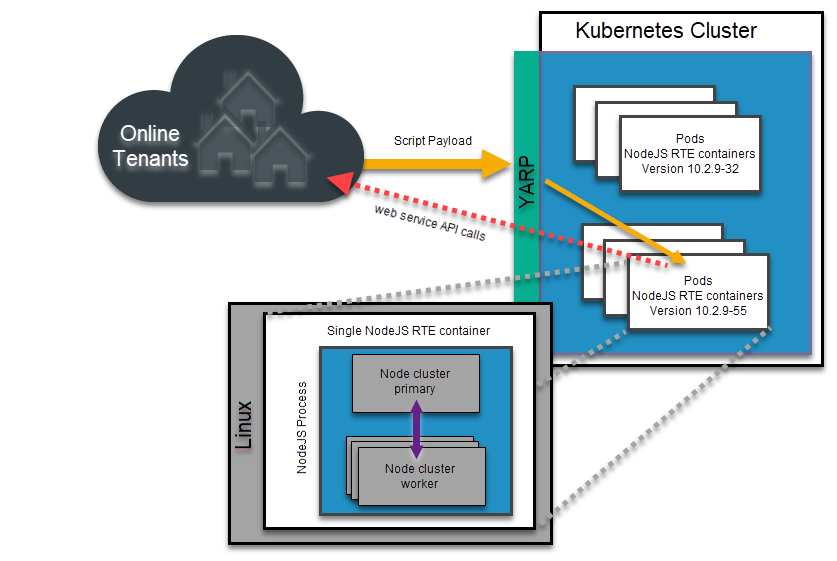 Kubernetes Cluster
Online
Tenants
Script Payload
YARP
web service API calls
Pods
NodeJS RTE containers
Version 10.2.9-32
Pods
NodeJS RTE containers
Version 10.2.9-55
Linux
Single NodeJS RTE container
NodeJS Process
Node cluster
primary
Node cluster
worker